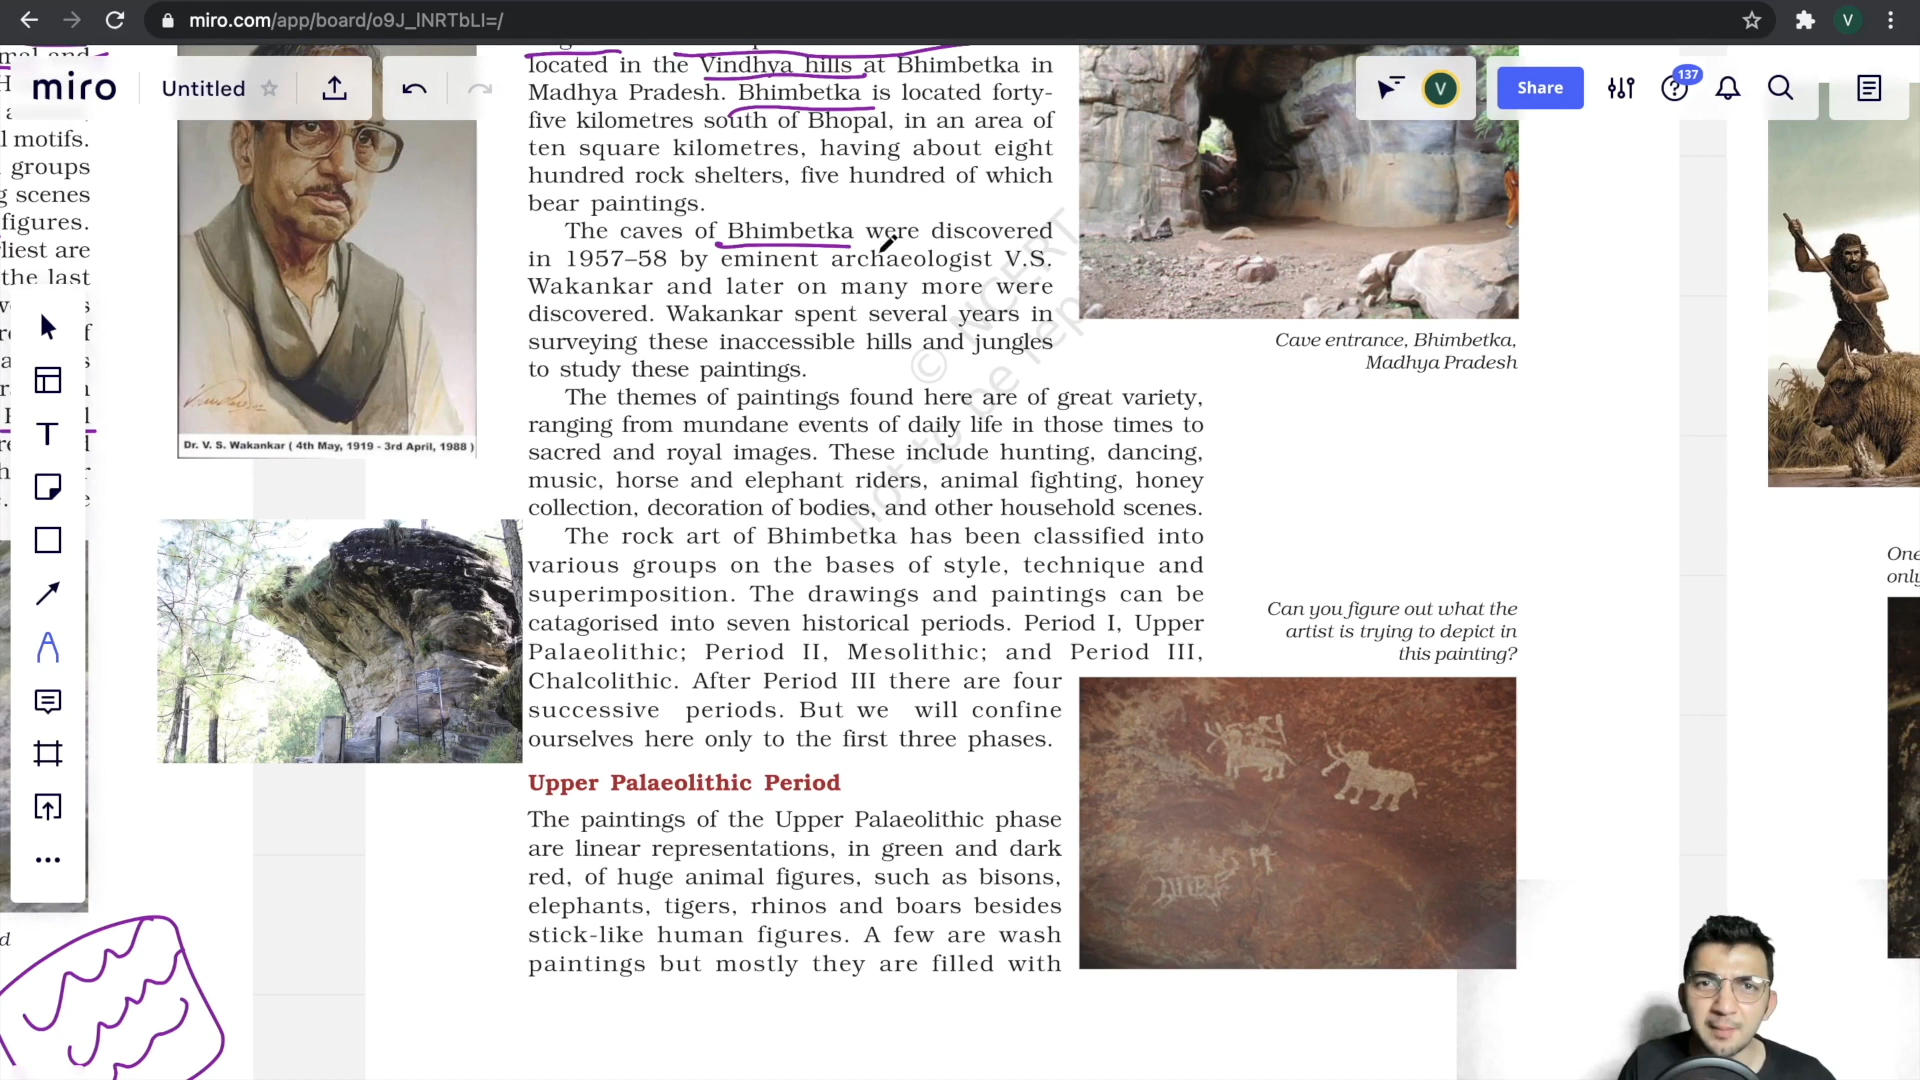 miro.com/app/board/o9J_lNRTbLI=/
V
miro
Untitled
V
Share
137
mal and
l motifs.
groups
g scenes
figures.
liest are
the last
T
Dr. V. S. Wakankar ( 4th May, 1919 - 3rd April, 1988 )
located in the Vindhya hills at Bhimbetka in
Madhya Pradesh. Bhimbetka is located forty-
five kilometres south of Bhopal, in an area of
ten square kilometres, having about eight
hundred rock shelters, five hundred of which
bear paintings.
The caves of Bhimbetka were discovered
in 1957–58 by eminent archaeologist V.S.
Wakankar and later on many more were
discovered. Wakankar spent several years in
surveying these inaccessible hills and jungles
to study these paintings.
The themes of paintings found here are of great variety,
ranging from mundane events of daily life in those times to
sacred and royal images. These include hunting, dancing,
music, horse and elephant riders, animal fighting, honey
collection, decoration of bodies, and other household scenes.
The rock art of Bhimbetka has been classified into
various groups on the bases of style, technique and
superimposition. The drawings and paintings can be
catagorised into seven historical periods. Period I, Upper
Palaeolithic; Period II, Mesolithic; and Period III,
Chalcolithic. After Period III there are four
successive periods. But we will confine
ourselves here only to the first three phases.
Upper Palaeolithic Period
The paintings of the Upper Palaeolithic phase
are linear representations, in green and dark
red, of huge animal figures, such as bisons,
elephants, tigers, rhinos and boars besides
stick-like human figures. A few are wash
paintings but mostly they are filled with
© NCERT
not to be rep
Cave entrance, Bhimbetka,
Madhya Pradesh
Can you figure out what the
artist is trying to depict in
this painting?
One
only